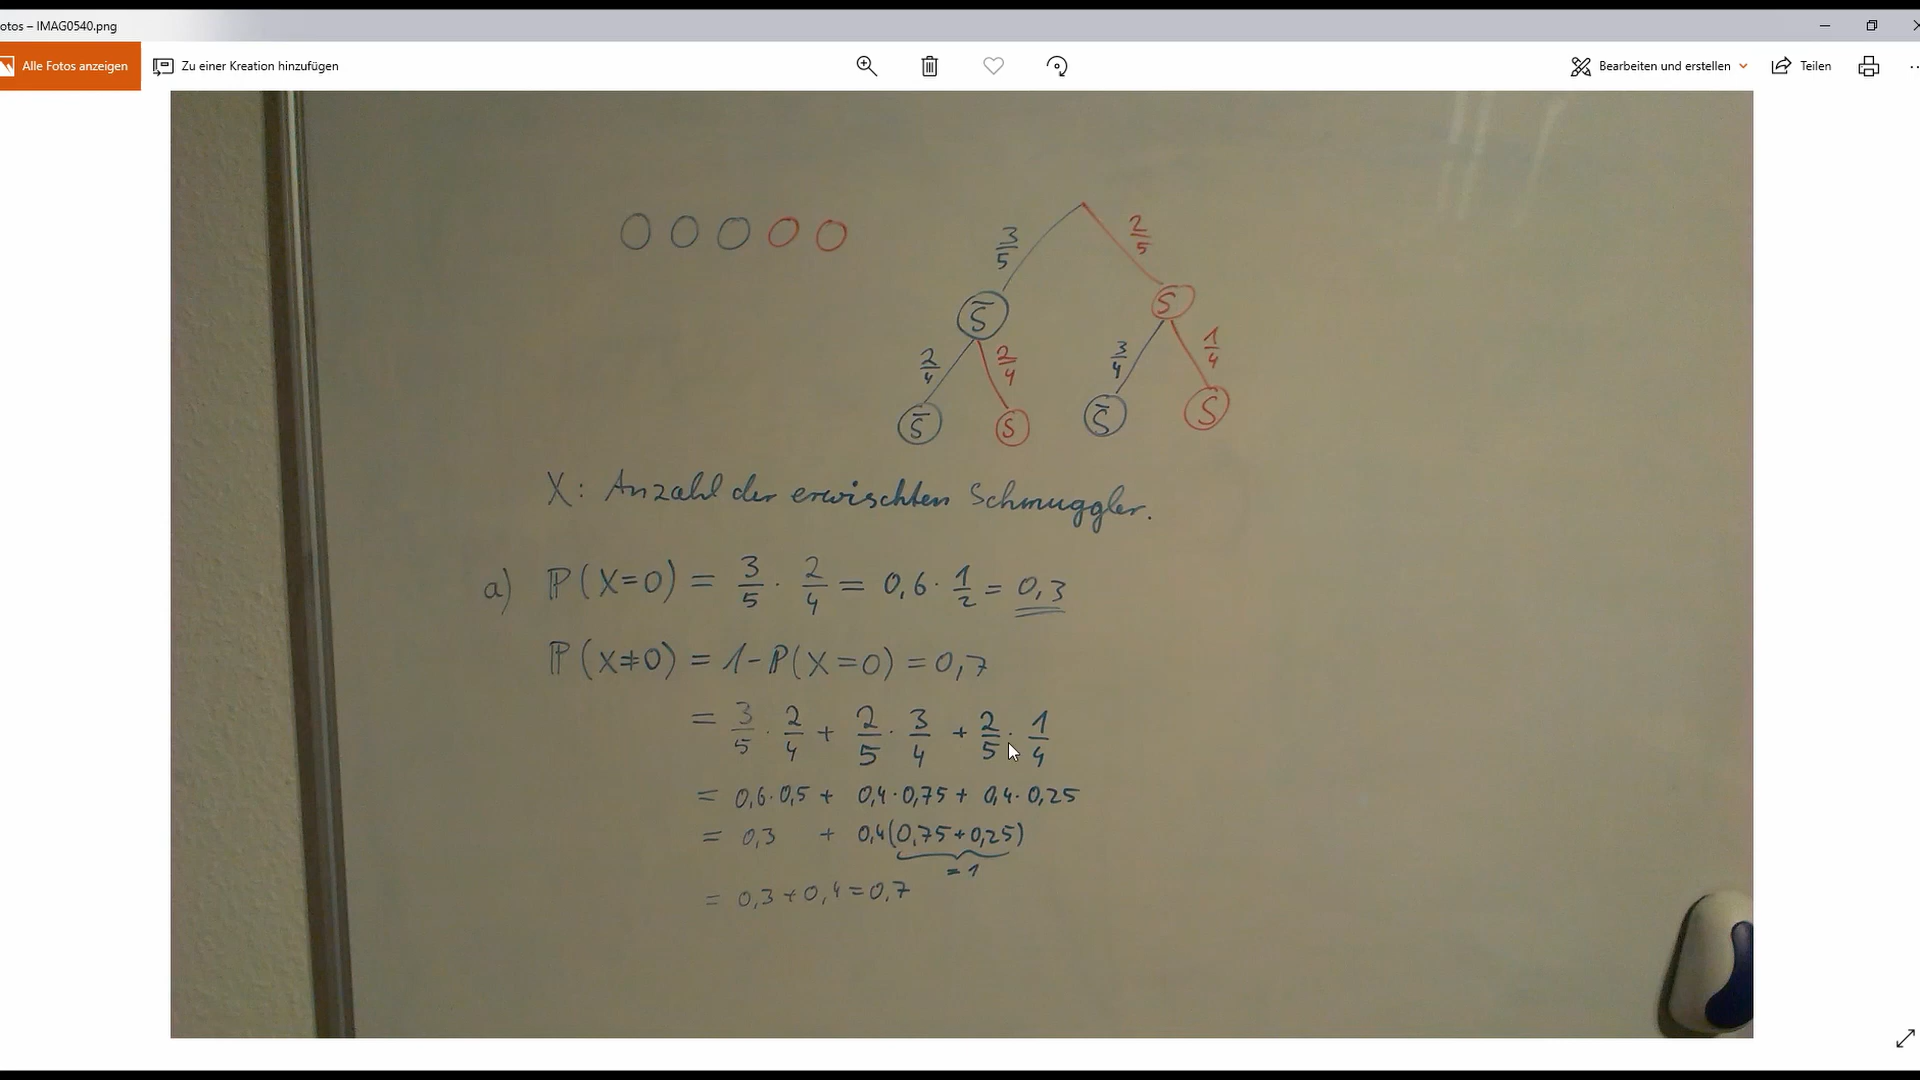 otos – IMAG0540.png
Alle Fotos anzeigen
Zu einer Kreation hinzufügen
Bearbeiten und erstellen
Teilen
3/5
2/5
S̅
S
2/4
2/4
3/4
1/4
S̅
S
S̅
S
X: Anzahl der erwischten Schmuggler.
a) ℙ(X=0) = 3/5 · 2/4 = 0,6 · 1/2 = 0,3
ℙ(X≠0) = 1-ℙ(X=0) = 0,7
= 3/5 · 2/4 + 2/5 · 3/4 + 2/5 · 1/4
= 0,6·0,5 + 0,4·0,75 + 0,4·0,25
= 0,3 + 0,4(0,75+0,25)
=1
= 0,3+0,4=0,7